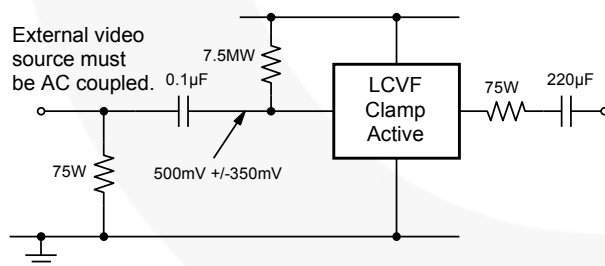 External video
source must
be AC coupled.
0.1µF
7.5MW
LCVF
Clamp
Active
75W
220µF
75W
500mV +/-350mV